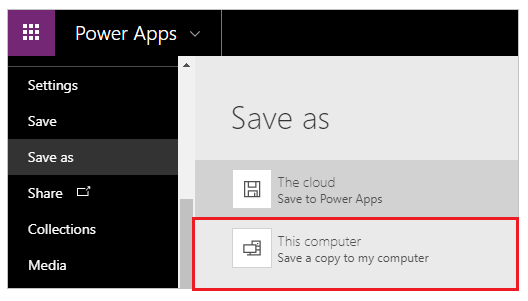 Power Apps
Settings
Save
Save as
Share
Collections
Media
Save as
The cloud
Save to Power Apps
This computer
Save a copy to my computer